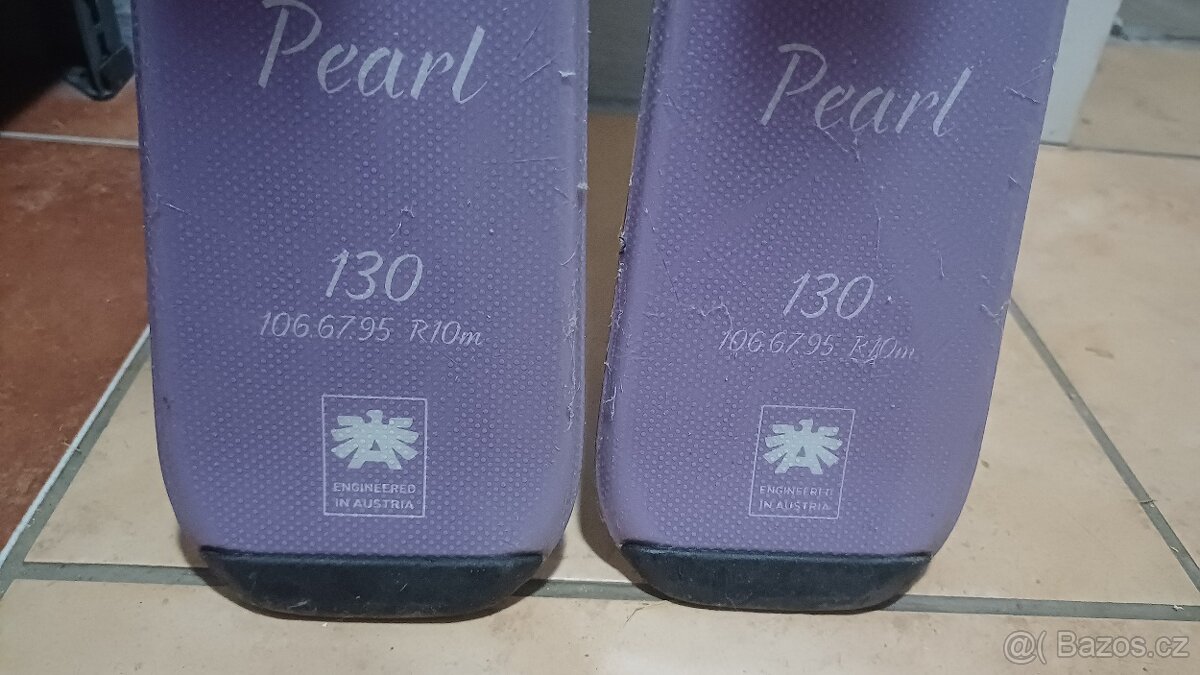 Pearl
130
106.67.95 R10m
ENGINEERED
IN AUSTRIA
Pearl
130
106.67.95 R10m
ENGINEERED
IN AUSTRIA
@( Bazos.cz